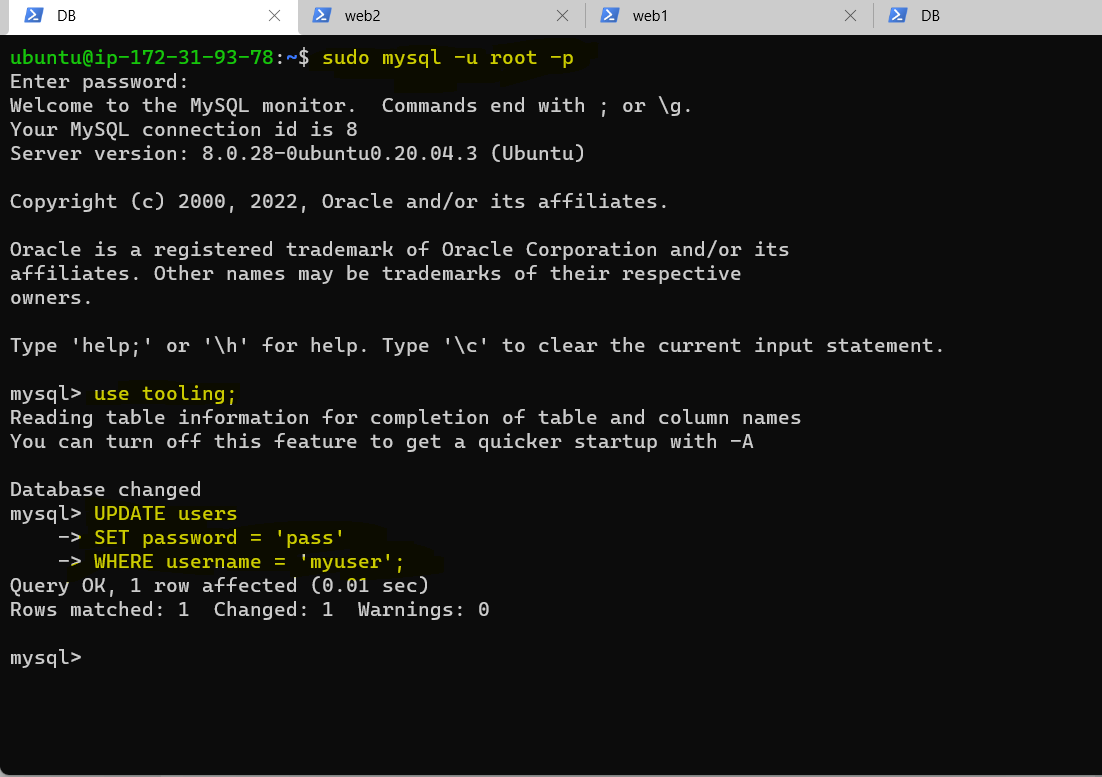 DB web2 web1 DB
ubuntu@ip-172-31-93-78:~$ sudo mysql -u root -p
Enter password:
Welcome to the MySQL monitor.  Commands end with ; or \g.
Your MySQL connection id is 8
Server version: 8.0.28-0ubuntu0.20.04.3 (Ubuntu)
Copyright (c) 2000, 2022, Oracle and/or its affiliates.
Oracle is a registered trademark of Oracle Corporation and/or its
affiliates. Other names may be trademarks of their respective
owners.
Type 'help;' or '\h' for help. Type '\c' to clear the current input statement.
mysql> use tooling;
Reading table information for completion of table and column names
You can turn off this feature to get a quicker startup with -A
Database changed
mysql> UPDATE users
    -> SET password = 'pass'
    -> WHERE username = 'myuser';
Query OK, 1 row affected (0.01 sec)
Rows matched: 1  Changed: 1  Warnings: 0
mysql>